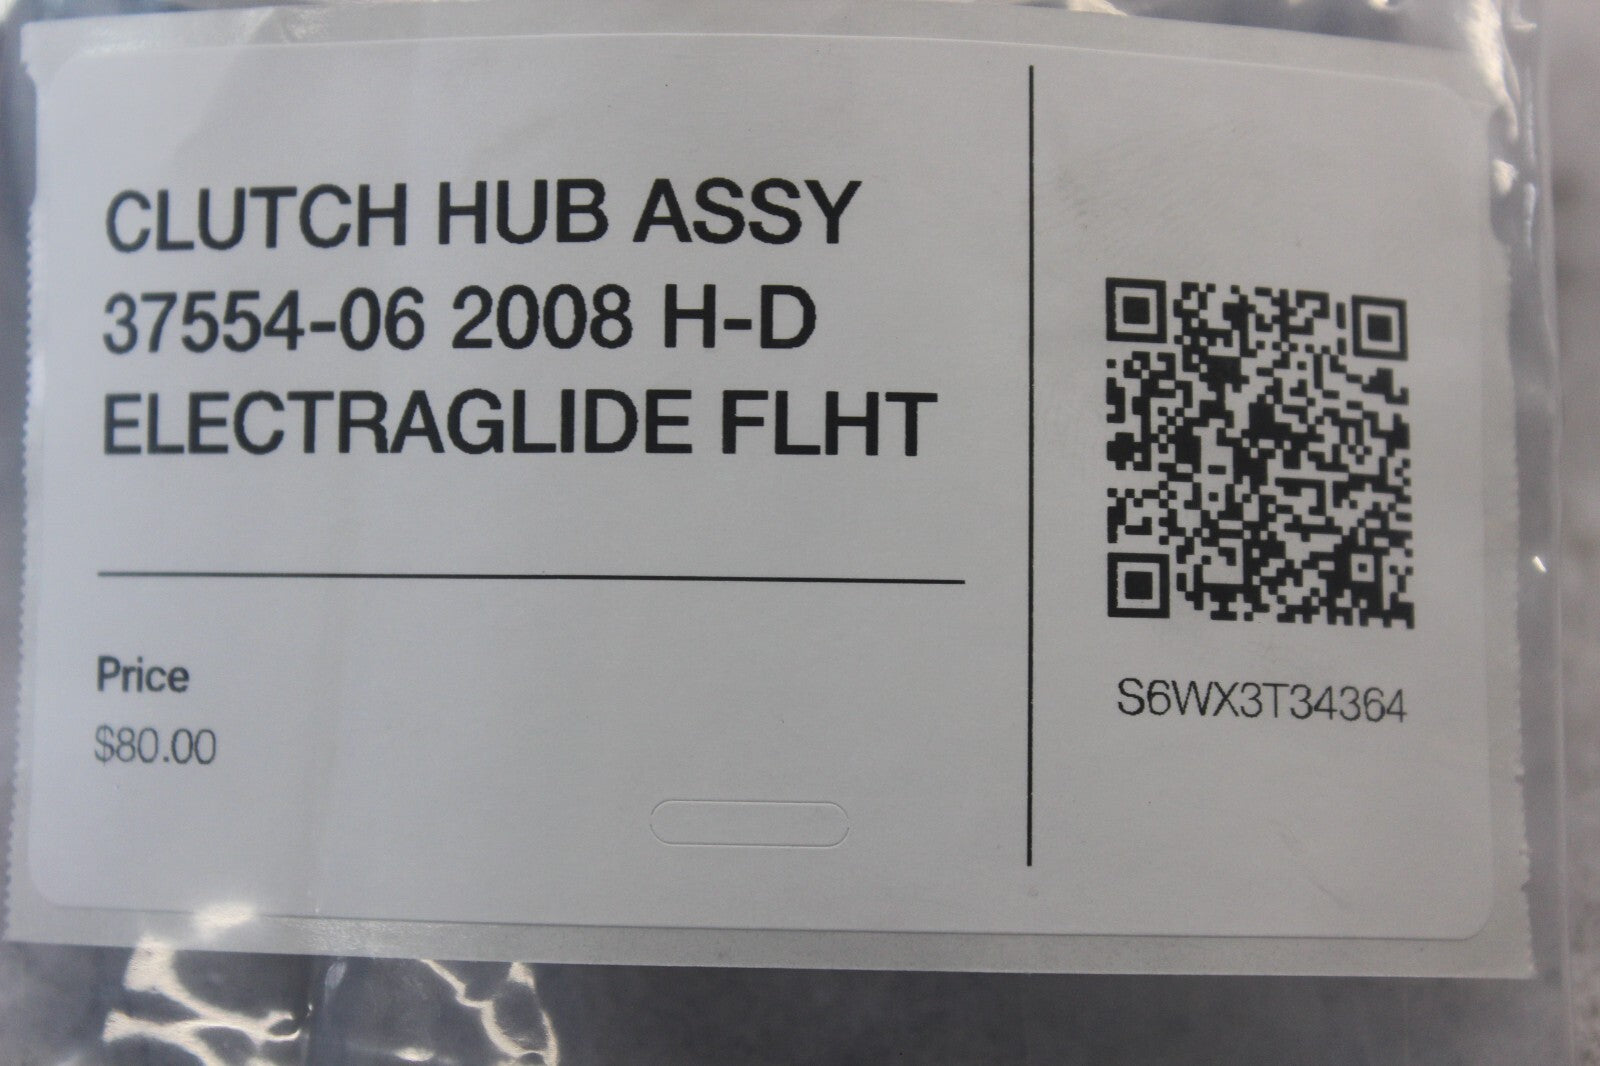 CLUTCH HUB ASSY
37554-06 2008 H-D
ELECTRAGLIDE FLHT
Price
$80.00
S6WX3T34364